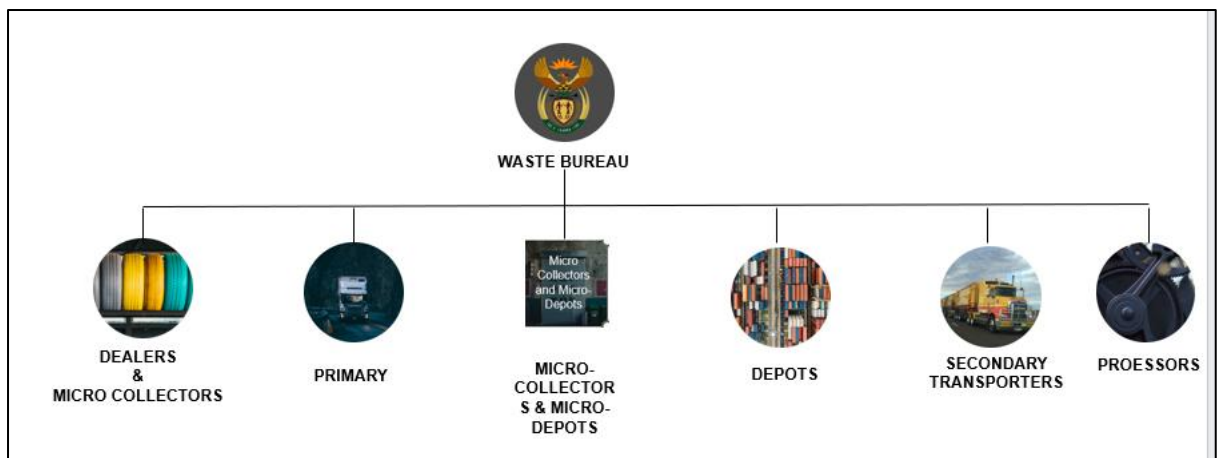 WASTE BUREAU
DEALERS
&
MICRO COLLECTORS
PRIMARY
Micro
Collectors
and Micro-
Depots
MICRO-
COLLECTOR
S & MICRO-
DEPOTS
DEPOTS
SECONDARY
TRANSPORTERS
PROESSORS